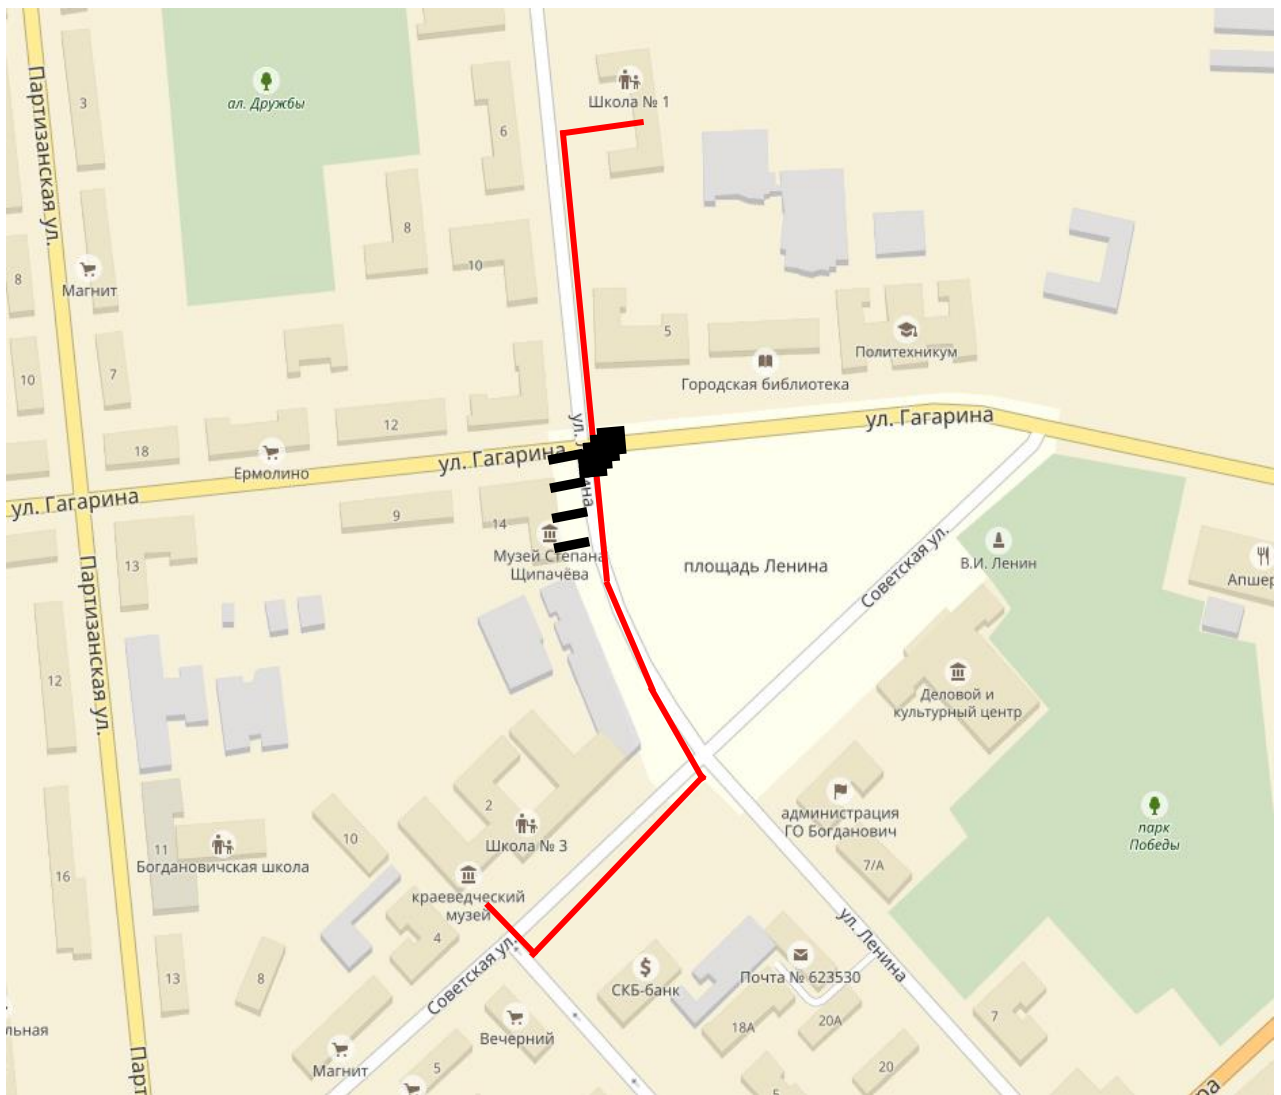 3
Партизанская ул.
ал. Дружбы
6
Школа № 1
8
10
8
Магнит
5
Политехникум
Городская библиотека
10
7
12
18
Ермолино
ул. Гагарина
ул. Гагарина
ул. Гагарина
9
14
Музей Степана
Щипачёва
площадь Ленина
Советская ул.
В.И. Ленин
13
Партизанская ул.
12
Деловой и
культурный центр
2
Школа № 3
10
11
Богдановичская школа
16
администрация
ГО Богданович
парк
Победы
7/А
краеведческий
музей
4
Советская ул.
ул. Ленина
13
8
СКБ-банк
Почта № 623530
7
18А
20А
Вечерний
Магнит
5
20